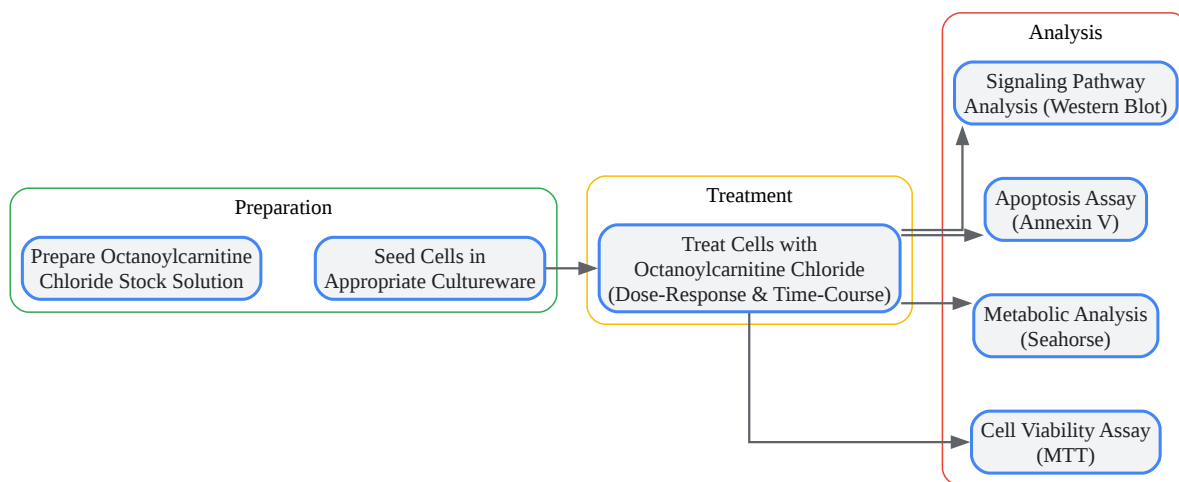 Preparation
Prepare Octanoylcarnitine
Chloride Stock Solution
Seed Cells in
Appropriate Cultureware
Treatment
Treat Cells with
Octanoylcarnitine Chloride
(Dose-Response & Time-Course)
Analysis
Signaling Pathway
Analysis (Western Blot)
Apoptosis Assay
(Annexin V)
Metabolic Analysis
(Seahorse)
Cell Viability Assay
(MTT)